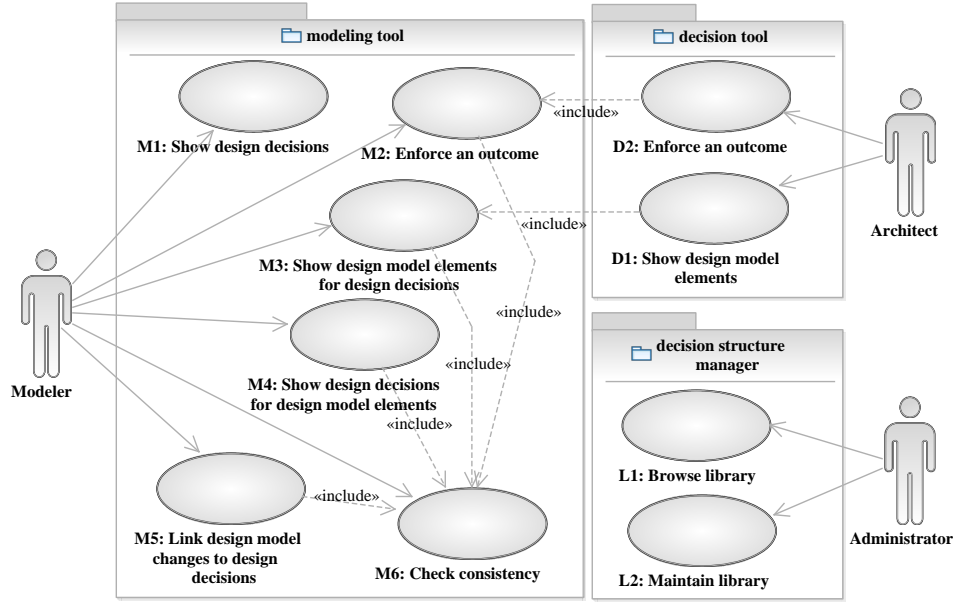 modeling tool
M1: Show design decisions
M2: Enforce an outcome
M3: Show design model elements
for design decisions
M4: Show design decisions
for design model elements
M5: Link design model
changes to design
decisions
M6: Check consistency
«include»
«include»
«include»
«include»
«include»
«include»
Modeler
decision tool
D2: Enforce an outcome
D1: Show design model
elements
Architect
decision structure
manager
L1: Browse library
L2: Maintain library
Administrator